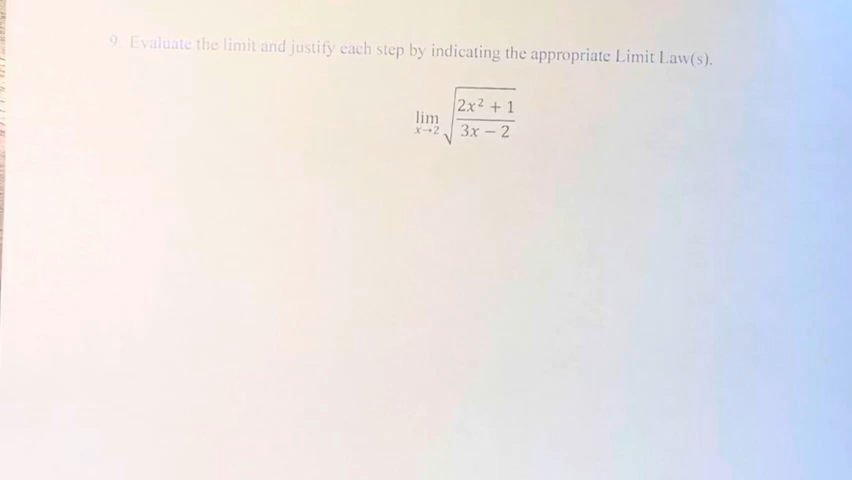 9. Evaluate the limit and justify each step by indicating the appropriate Limit Law(s).
lim x→2 √((2x² + 1)/(3x − 2))